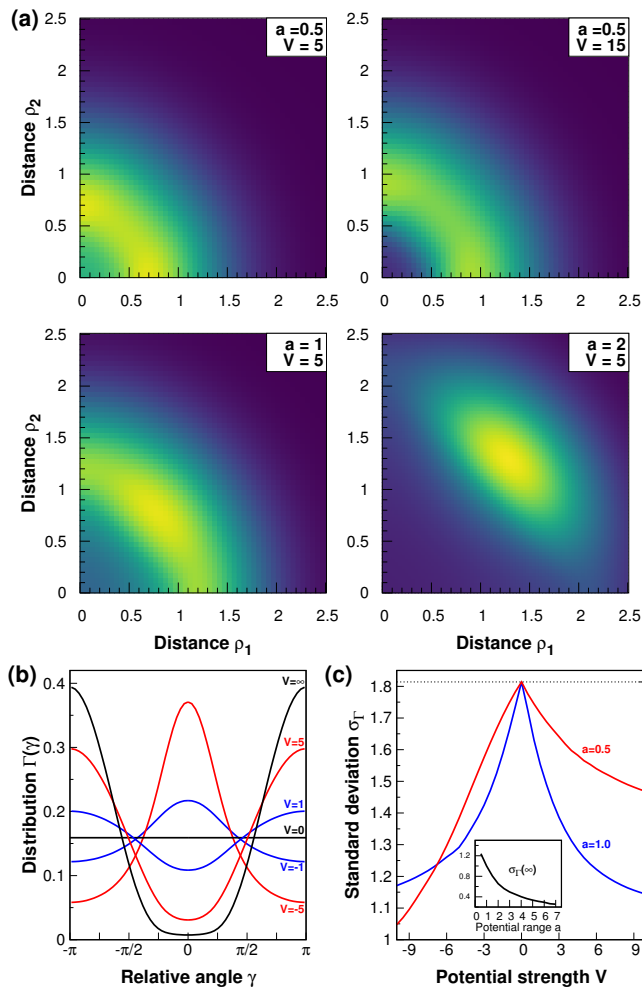 (a)
a =0.5
V = 5
a =0.5
V = 15
Distance ρ2
2.5
2
1.5
1
0.5
0
0 0.5 1 1.5 2 2.5
0 0.5 1 1.5 2 2.5
a = 1
V = 5
a = 2
V = 5
Distance ρ2
2.5
2
1.5
1
0.5
0
0 0.5 1 1.5 2 2.5
0 0.5 1 1.5 2 2.5
Distance ρ1
Distance ρ1
(b)
Distribution Γ(γ)
0.4
0.3
0.2
0.1
0
V=∞
V=5
V=1
V=0
V=-1
V=-5
-π -π/2 0 π/2 π
Relative angle γ
(c)
Standard deviation σΓ
1.8
1.7
1.6
1.5
1.4
1.3
1.2
1.1
1
a=0.5
a=1.0
1.2
0.8
0.4
σΓ(∞)
0 1 2 3 4 5 6 7
Potential range a
-9 -6 -3 0 3 6 9
Potential strength V